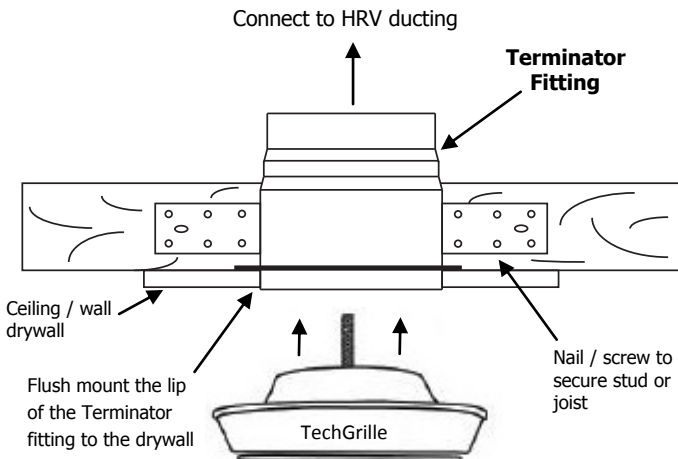 Connect to HRV ducting
Terminator
Fitting
Ceiling / wall
drywall
Flush mount the lip
of the Terminator
fitting to the drywall
TechGrille
Nail / screw to
secure stud or
joist